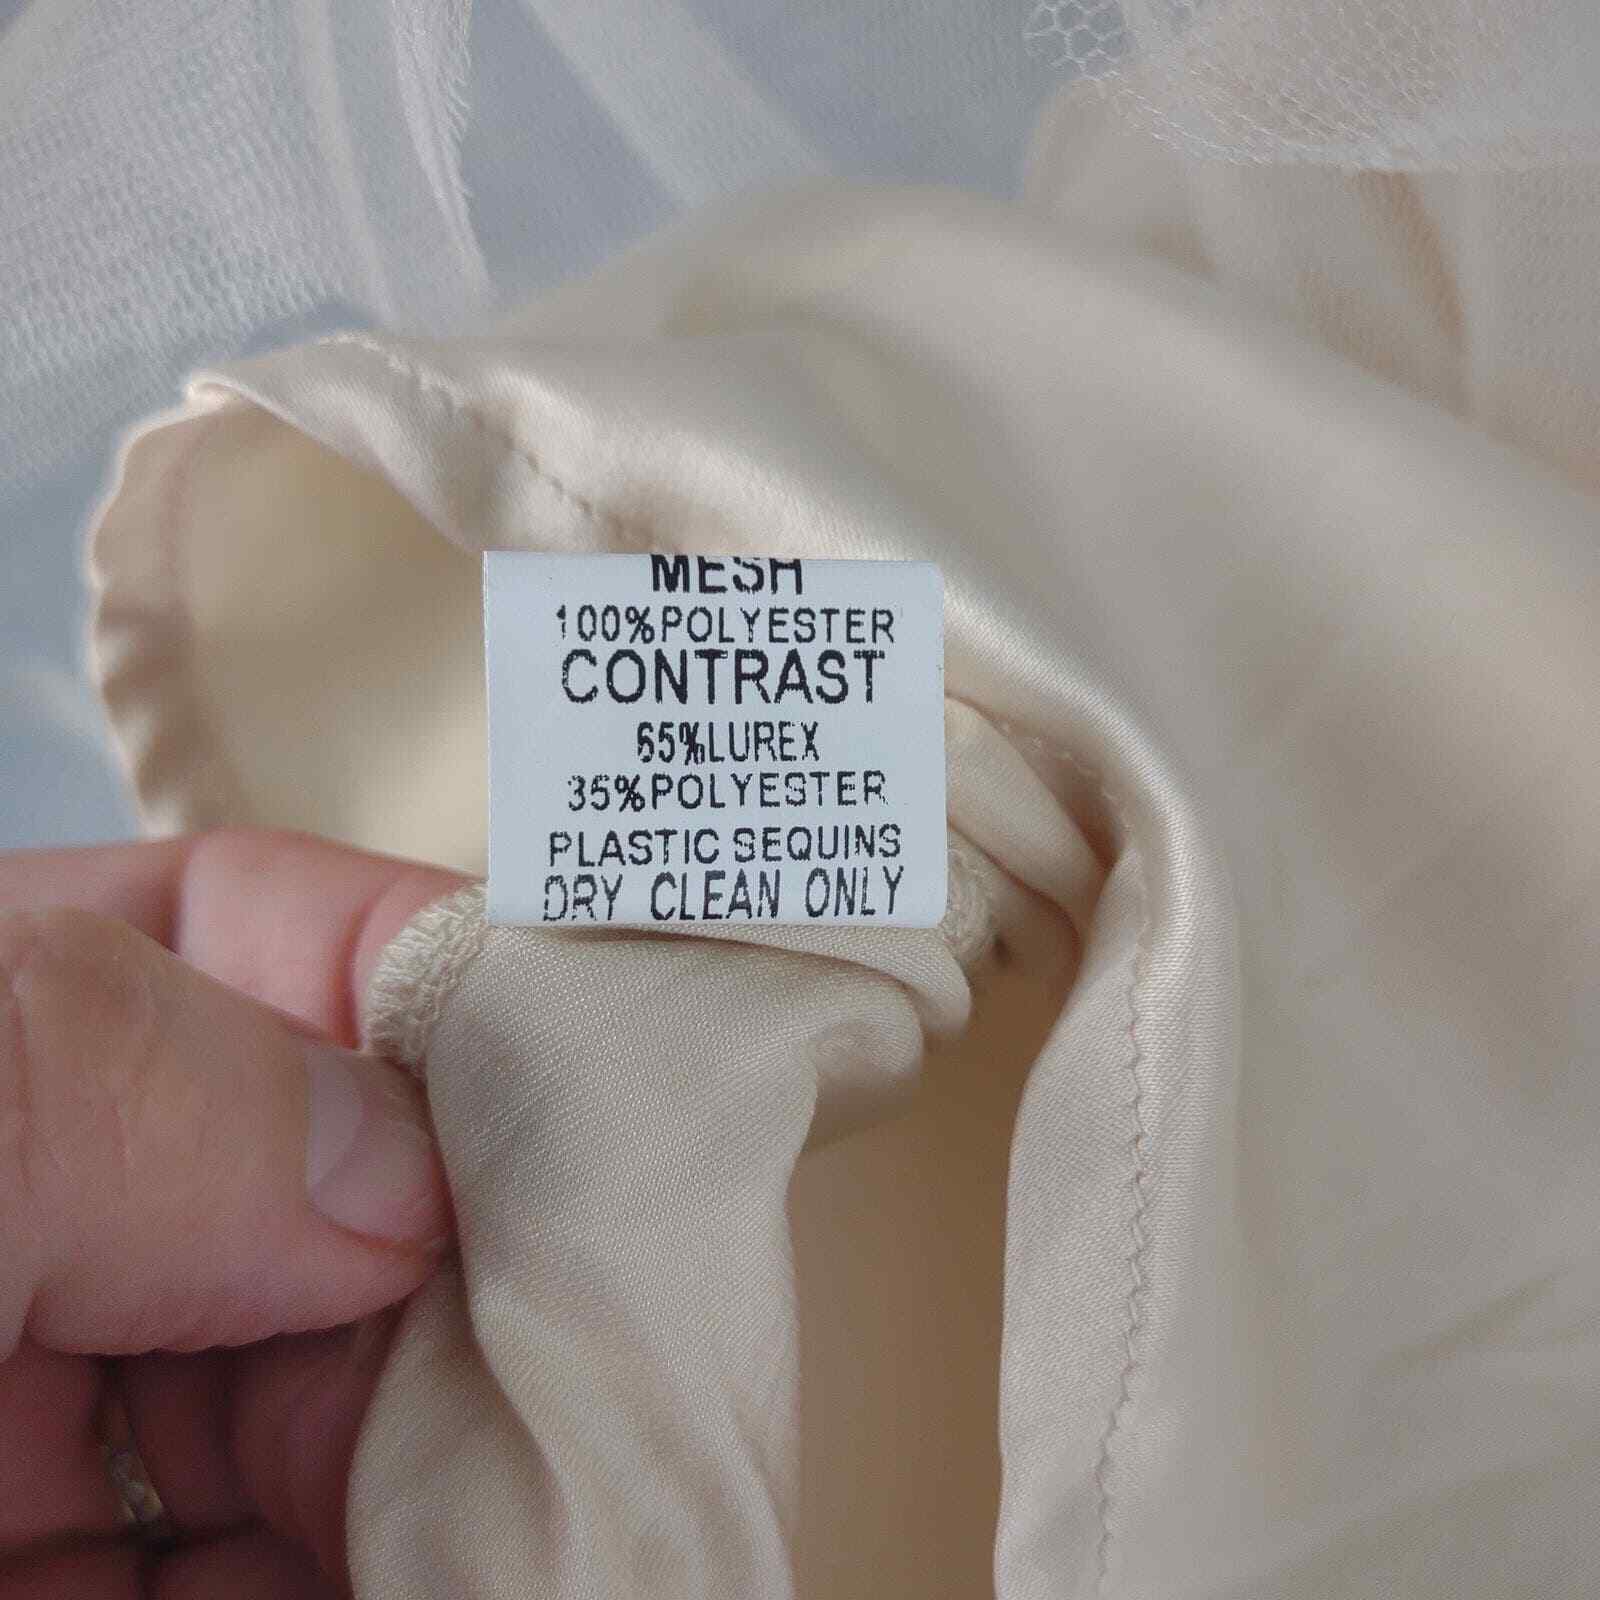 MESH
100%POLYESTER
CONTRAST
65%LUREX
35%POLYESTER
PLASTIC SEQUINS
DRY CLEAN ONLY